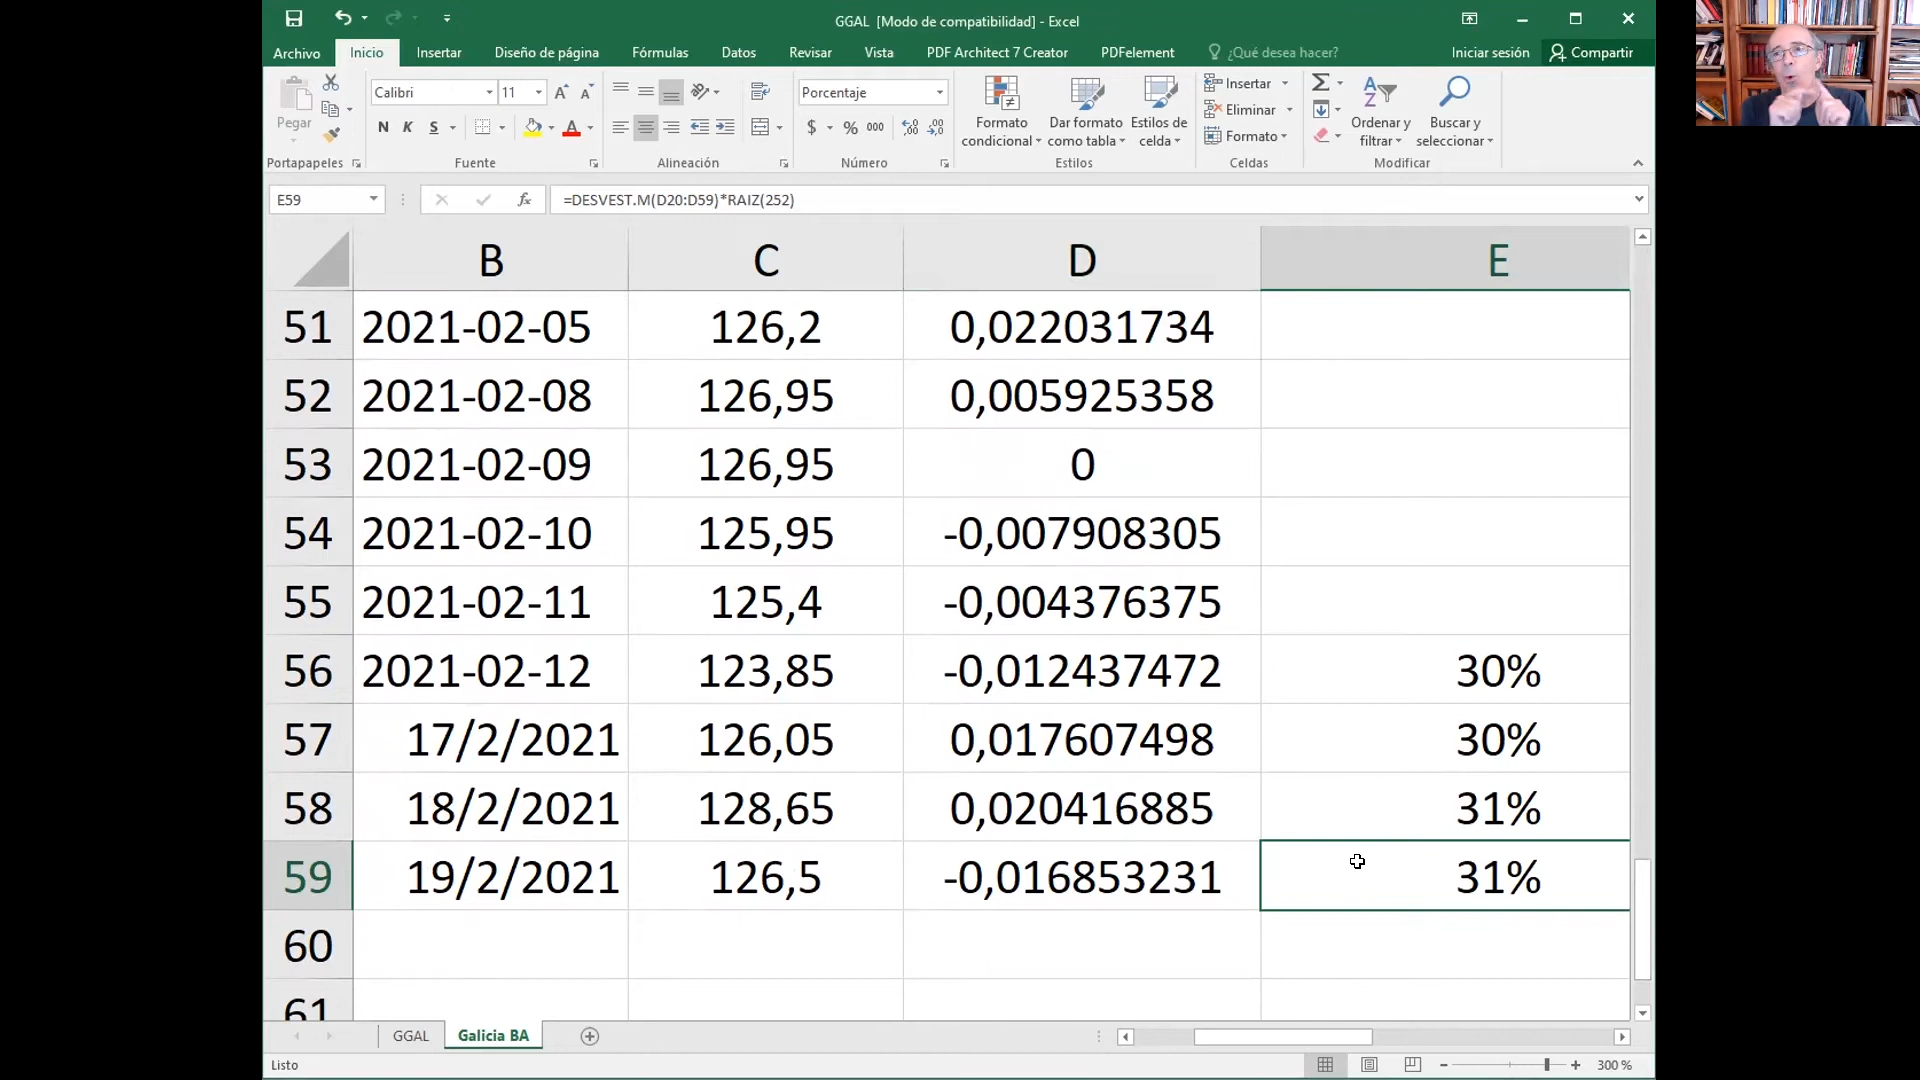 GGAL [Modo de compatibilidad] - Excel
Archivo Inicio Insertar Diseño de página Fórmulas Datos Revisar Vista PDF Architect 7 Creator PDFelement ¿Qué desea hacer? Iniciar sesión Compartir
Pegar
Portapapeles
Calibri 11
N K S
Fuente
Alineación
Porcentaje
$ % 000
Número
Formato condicional
Dar formato como tabla
Estilos de celda
Estilos
Insertar
Eliminar
Formato
Celdas
Ordenar y filtrar
Buscar y seleccionar
Modificar
E59 fx =DESVEST.M(D20:D59)*RAIZ(252)
B C D E
51 2021-02-05 126,2 0,022031734
52 2021-02-08 126,95 0,005925358
53 2021-02-09 126,95 0
54 2021-02-10 125,95 -0,007908305
55 2021-02-11 125,4 -0,004376375
56 2021-02-12 123,85 -0,012437472 30%
57 17/2/2021 126,05 0,017607498 30%
58 18/2/2021 128,65 0,020416885 31%
59 19/2/2021 126,5 -0,016853231 31%
60
61
GGAL Galicia BA
Listo 300 %